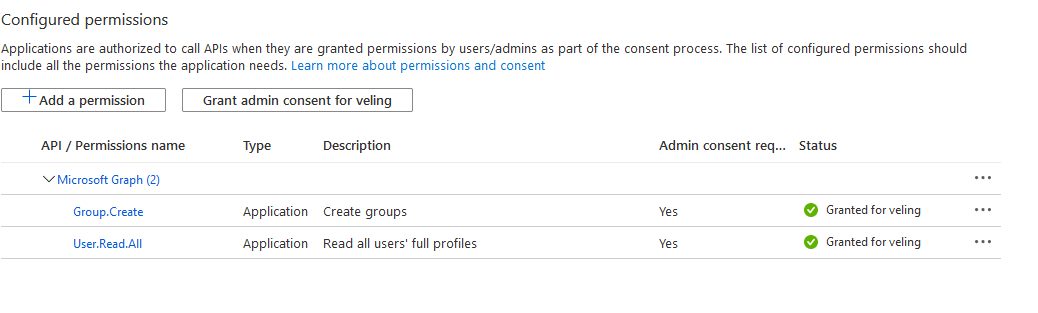 Configured permissions
Applications are authorized to call APIs when they are granted permissions by users/admins as part of the consent process. The list of configured permissions should
include all the permissions the application needs. Learn more about permissions and consent
Add a permission Grant admin consent for veling
API / Permissions name Type Description Admin consent req... Status
Microsoft Graph (2) ...
Group.Create Application Create groups Yes Granted for veling ...
User.Read.All Application Read all users' full profiles Yes Granted for veling ...